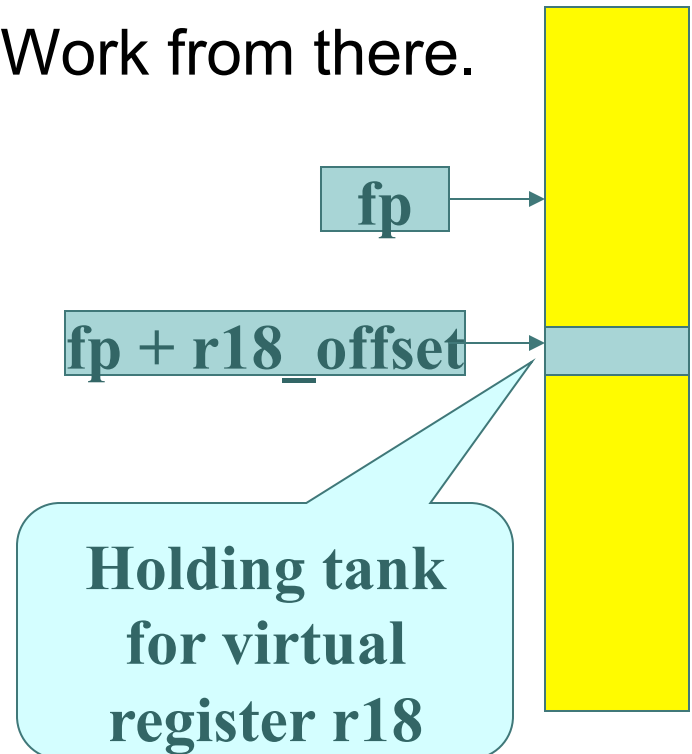 Work from there.
fp
fp + r18_offset
Holding tank
for virtual
register r18